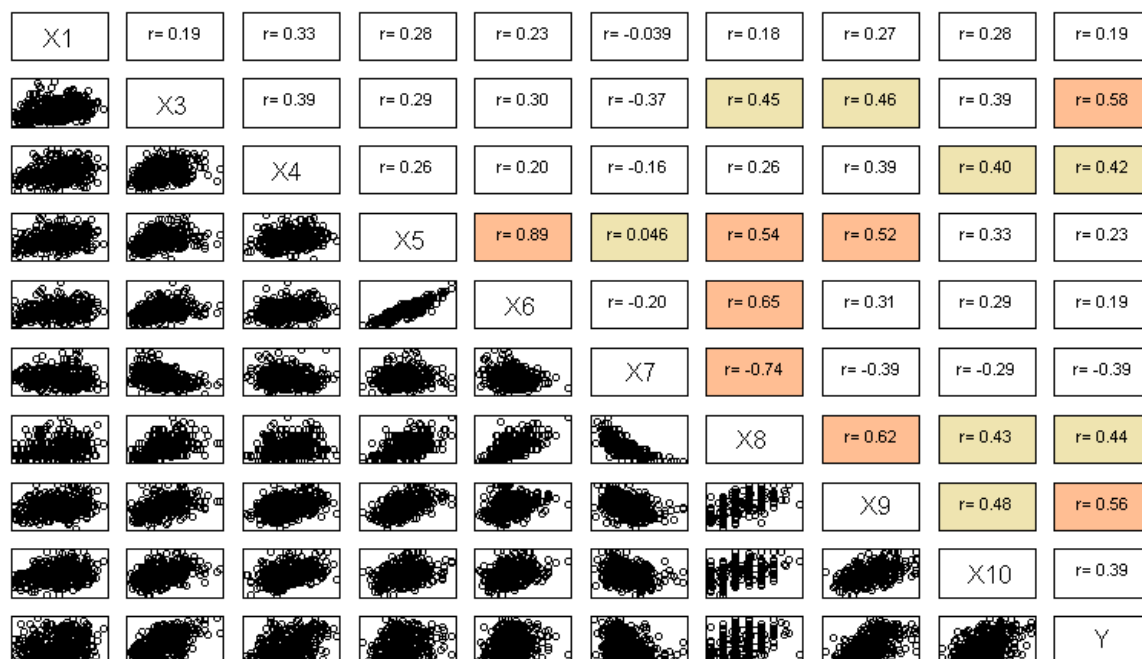 X1 r= 0.19 r= 0.33 r= 0.28 r= 0.23 r= -0.039 r= 0.18 r= 0.27 r= 0.28 r= 0.19
X3 r= 0.39 r= 0.29 r= 0.30 r= -0.37 r= 0.45 r= 0.46 r= 0.39 r= 0.58
X4 r= 0.26 r= 0.20 r= -0.16 r= 0.26 r= 0.39 r= 0.40 r= 0.42
X5 r= 0.89 r= 0.046 r= 0.54 r= 0.52 r= 0.33 r= 0.23
X6 r= -0.20 r= 0.65 r= 0.31 r= 0.29 r= 0.19
X7 r= -0.74 r= -0.39 r= -0.29 r= -0.39
X8 r= 0.62 r= 0.43 r= 0.44
X9 r= 0.48 r= 0.56
X10 r= 0.39
Y